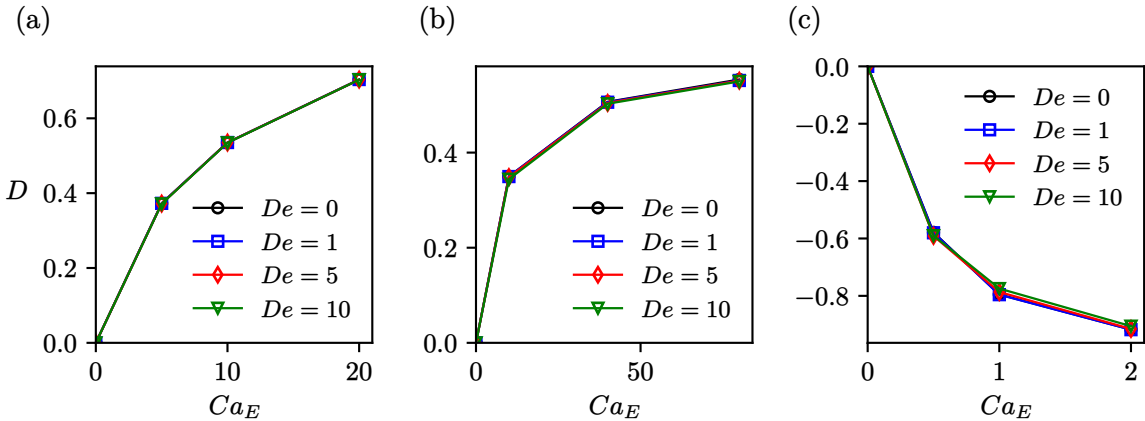 (a)
0.6
0.4
0.2
0.0
D
De = 0
De = 1
De = 5
De = 10
0
10
20
Ca_E
(b)
0.4
0.2
0.0
De = 0
De = 1
De = 5
De = 10
0
50
Ca_E
(c)
0.0
−0.2
−0.4
−0.6
−0.8
De = 0
De = 1
De = 5
De = 10
0
1
2
Ca_E